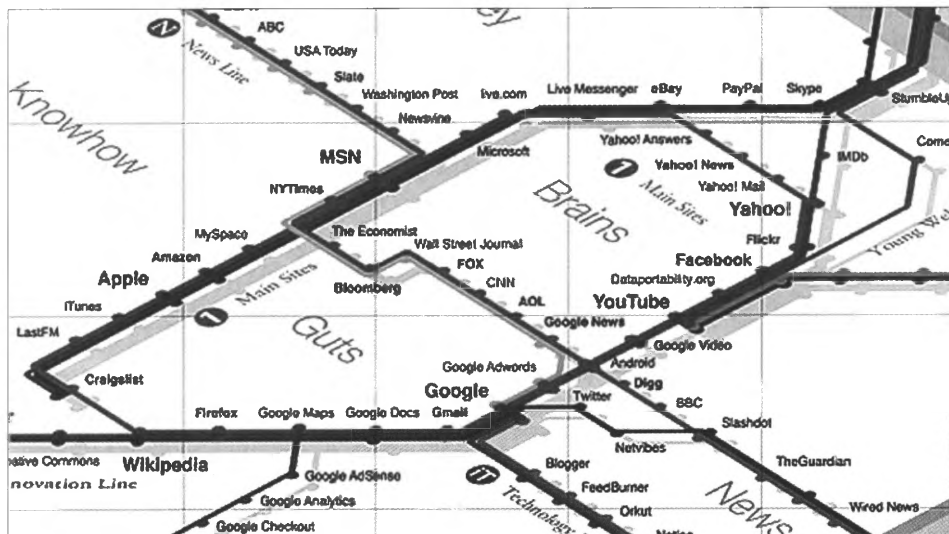 ABC
USA Today
News Line
Slate
Washington Post
Newsvine
live.com
Live Messenger
eBay
PayPal
Skype
Knowhow
MSN
Microsoft
Yahoo! Answers
IMDb
1
Yahoo! News
Main Sites
Yahoo! Mail
NYTimes
Brains
Yahoo!
The Economist
MySpace
Wall Street Journal
Flickr
Amazon
FOX
Facebook
Apple
CNN
Dataportability.org
Bloomberg
Main Sites
1
iTunes
AOL
YouTube
LastFM
Guts
Google News
Google Video
Android
Google Adwords
Craigslist
Google
Digg
Twitter
BBC
Firefox
Google Maps
Google Docs
Gmail
Slashdot
Netvibes
Wikipedia
Google AdSense
Blogger
TheGuardian
Technology
FeedBurner
Google Analytics
News
Orkut
Wired News
Google Checkout